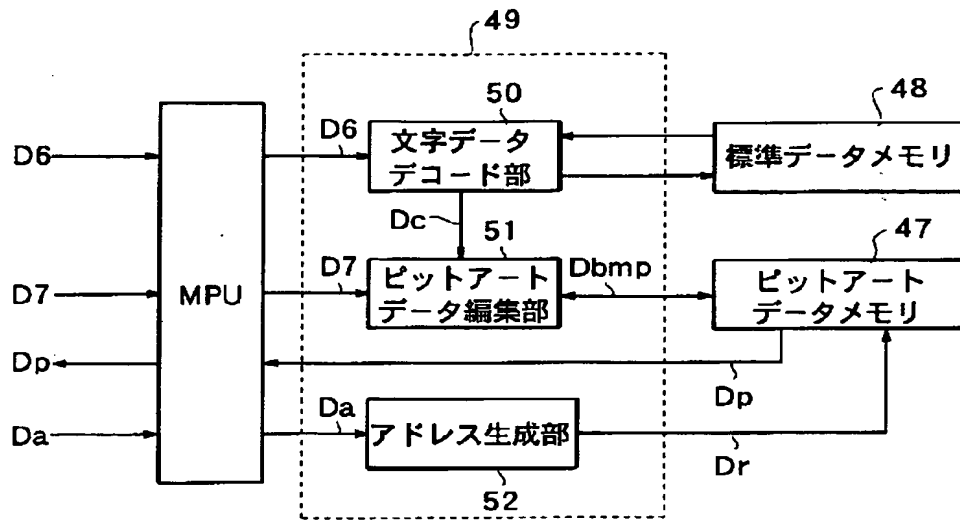 49
50
48
D6
D6
文字データ
デコード部
標準データメモリ
Dc
51
47
D7
MPU
D7
ピットアート
データ編集部
Dbmp
ピットアート
データメモリ
Dp
Dp
Da
Da
アドレス生成部
Dr
52